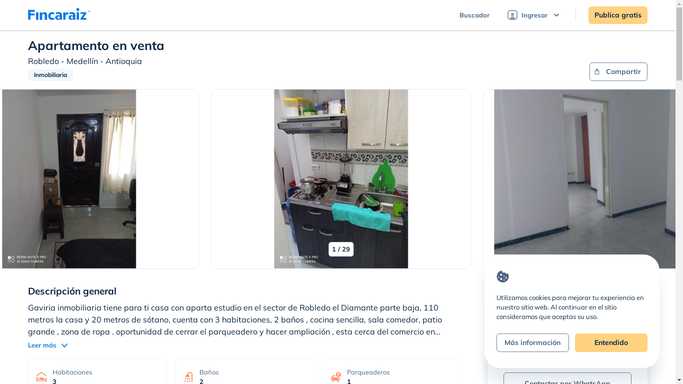 Fincaraiz
Buscador
Ingresar
Publica gratis
Apartamento en venta
Robledo - Medellín - Antioquia
Inmobiliaria
Compartir
1 / 29
Descripción general
Gaviria inmobiliaria tiene para ti casa con aparta estudio en el sector de Robledo el Diamante parte baja, 110
metros la casa y 20 metros de sótano, cuenta con 3 habitaciones, 2 baños , cocina sencilla, sala comedor, patio
grande , zona de ropa , oportunidad de cerrar el parqueadero y hacer ampliación , esta cerca del comercio en...
Leer más
Habitaciones
3
Baños
2
Parqueaderos
1
Utilizamos cookies para mejorar tu experiencia en
nuestro sitio web. Al continuar en el sitio
consideramos que aceptas su uso.
Más información
Entendido
Contactar por WhatsApp